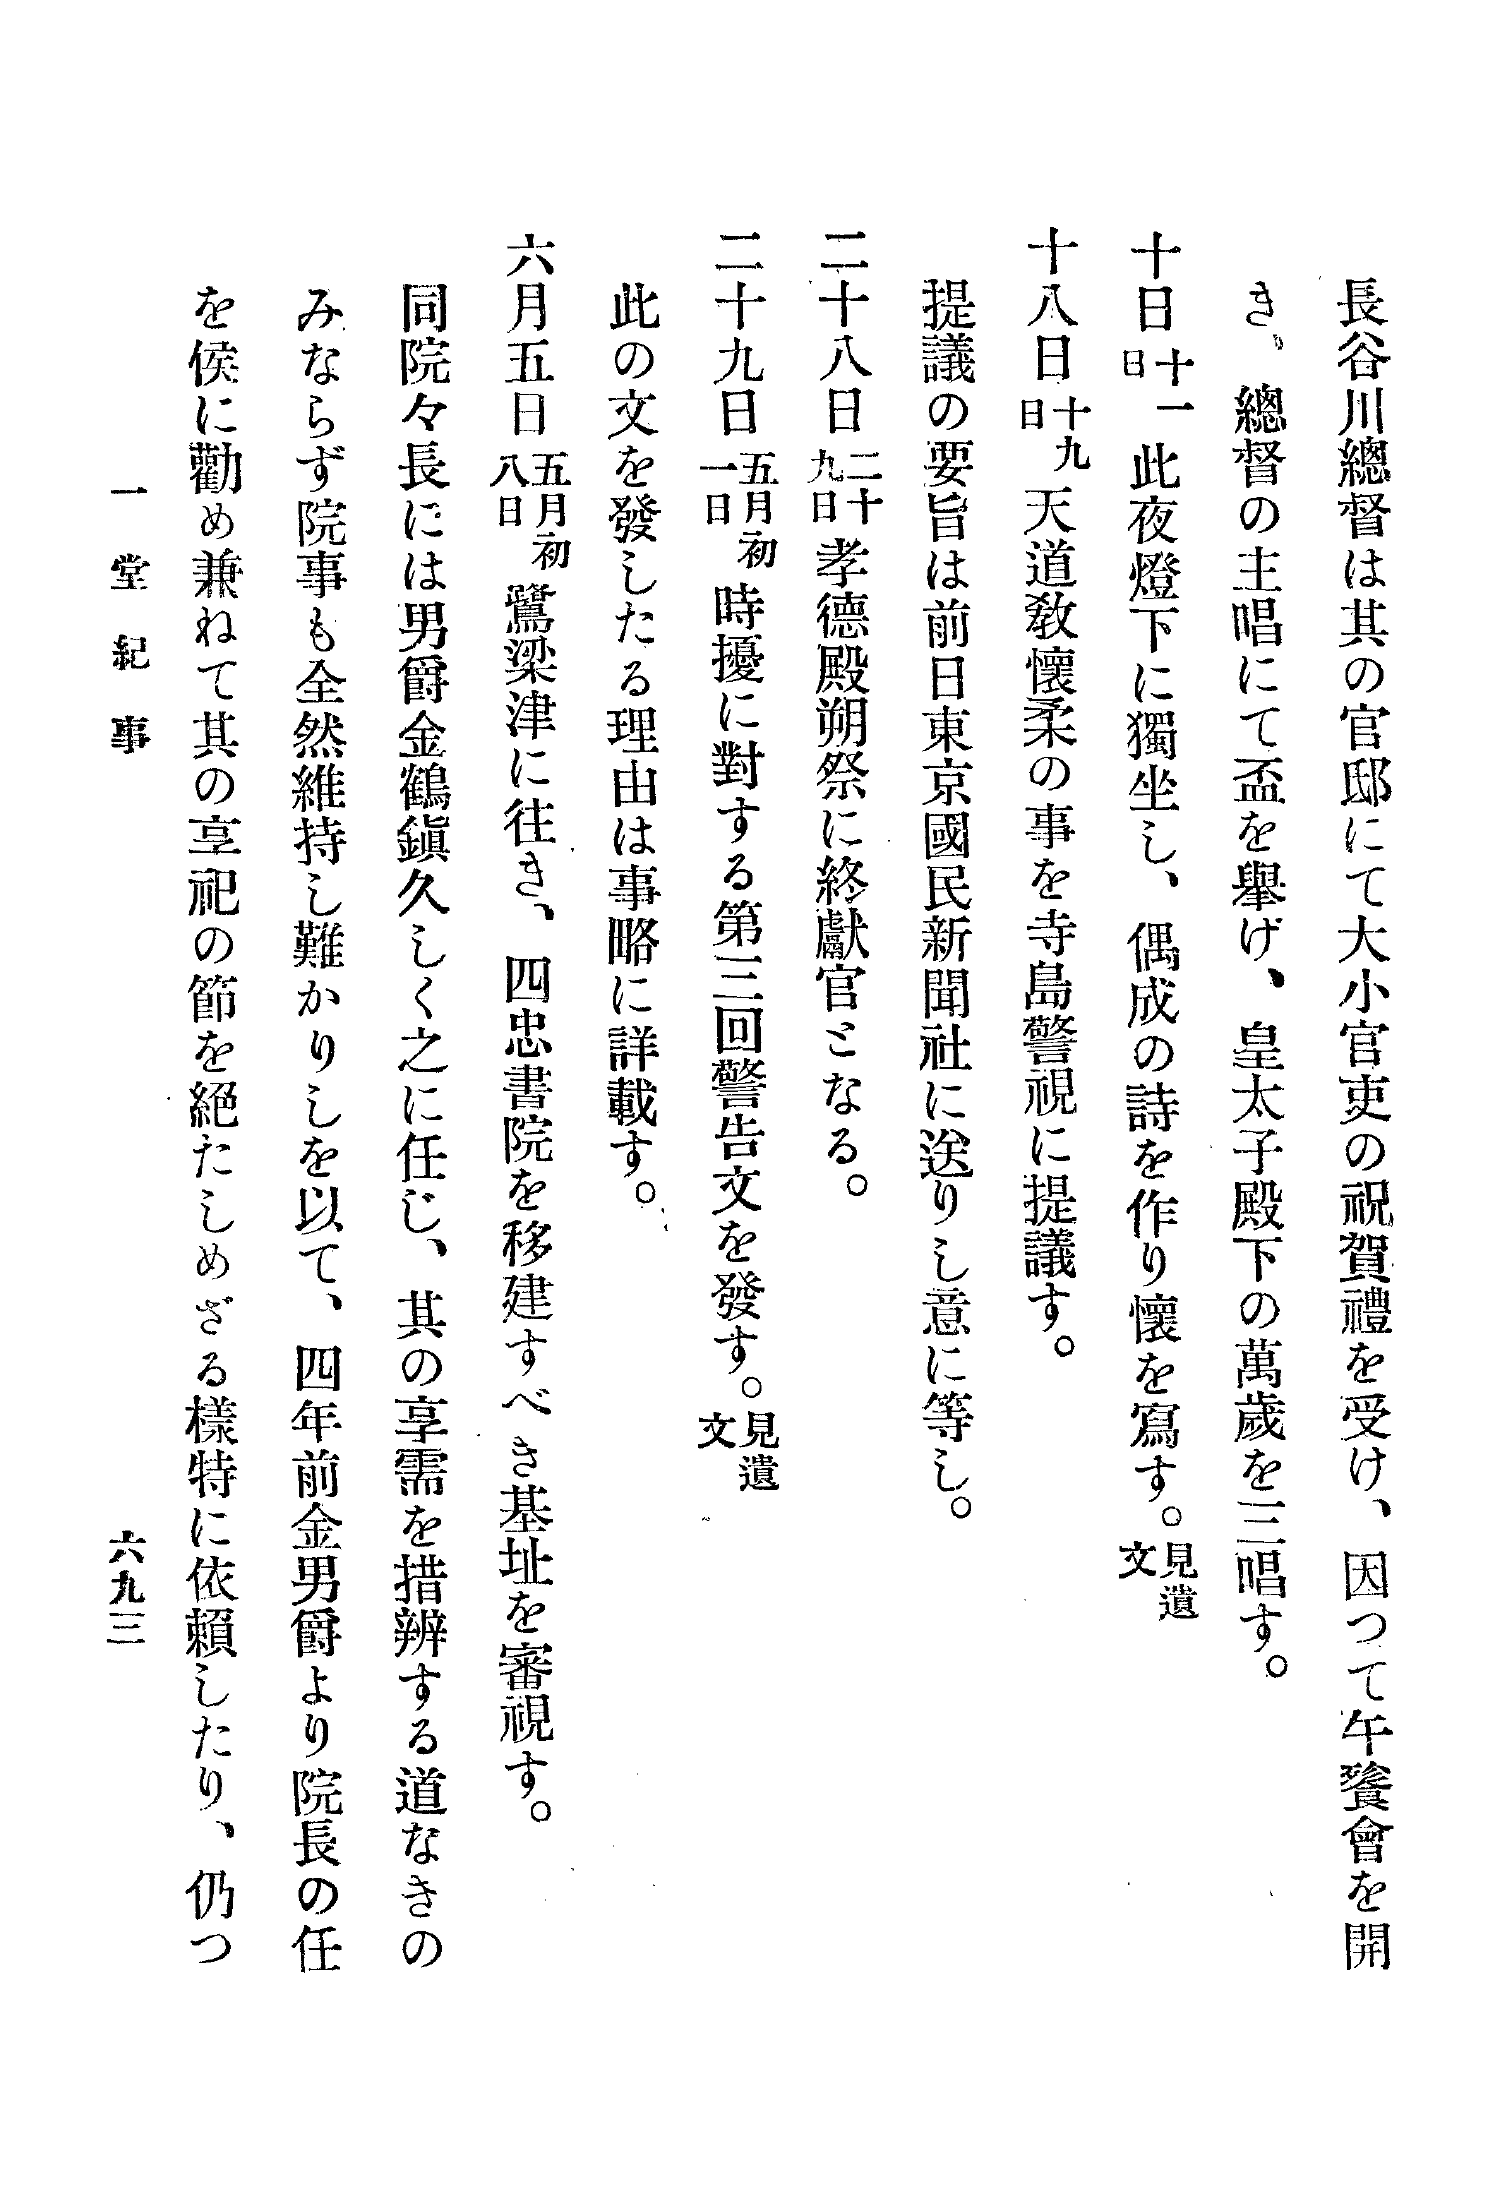 長谷川總督は其の官邸にて大小官吏の祝賀禮を受け、因つて午餐會を開
き、總督の主唱にて盃を擧げ、皇太子殿下の萬歲を三唱す。
十日十一日此夜燈下に獨坐し、偶成の詩を作り懷を寫す。見遺文
十八日十九日天道敎懷柔の事を寺島警視に提議す。
提議の要旨は前日東京國民新聞社に送りし意に等し。
二十八日二十九日孝德殿朔祭に終獻官となる。
二十九日五月初一日時擾に對する第三回警告文を發す。見遺文
此の文を發したる理由は事略に詳載す。
六月五日五月初八日鷺梁津に往き、四忠書院を移建すべき基址を審視す。
同院々長には男爵金鶴鎭久しく之に任じ、其の享需を措辨する道なきの
みならず院事も全然維持し難かりしを以て、四年前金男爵より院長の任
を侯に勸め兼ねて其の享祀の節を絕たしめざる樣特に依賴したり、仍つ
一堂紀事
六九三